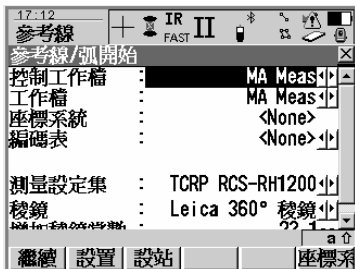 17:12
參考線
IR
FAST II
參考線/弧開始
控制工作檔 : MA Meas
工作檔 : MA Meas
座標系統 : <None>
編碼表 : <None>
測量設定集 : TCRP RCS-RH1200
稜鏡 : Leica 360° 稜鏡
a
繼續 設置 設站 座標系